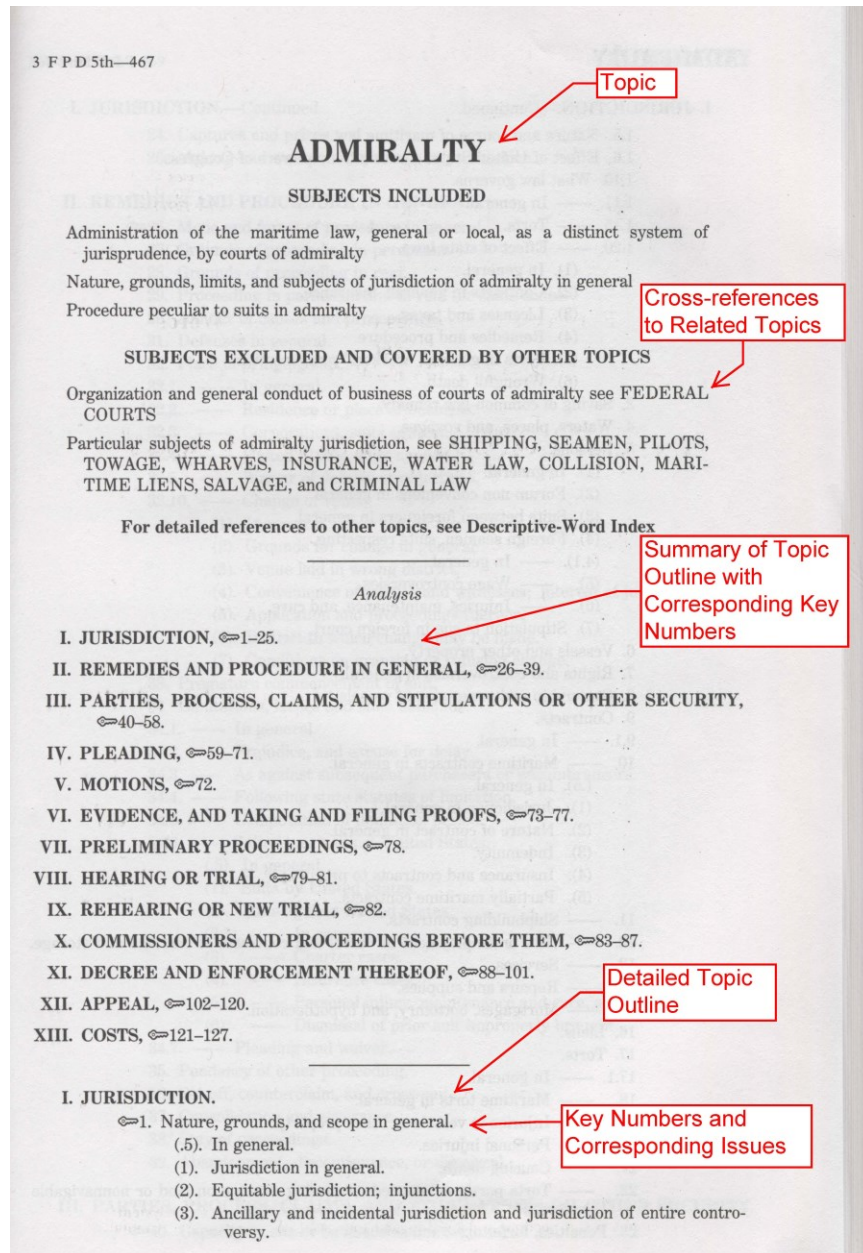 3 F P D 5th—467
Topic
ADMIRALTY
SUBJECTS INCLUDED
Administration of the maritime law, general or local, as a distinct system of
jurisprudence, by courts of admiralty
Nature, grounds, limits, and subjects of jurisdiction of admiralty in general
Procedure peculiar to suits in admiralty
Cross-references
to Related Topics
SUBJECTS EXCLUDED AND COVERED BY OTHER TOPICS
Organization and general conduct of business of courts of admiralty see FEDERAL
COURTS
Particular subjects of admiralty jurisdiction, see SHIPPING, SEAMEN, PILOTS,
TOWAGE, WHARVES, INSURANCE, WATER LAW, COLLISION, MARI-
TIME LIENS, SALVAGE, and CRIMINAL LAW
For detailed references to other topics, see Descriptive-Word Index
Summary of Topic
Outline with
Corresponding Key
Numbers
Analysis
I. JURISDICTION, 🔑1–25.
II. REMEDIES AND PROCEDURE IN GENERAL, 🔑26–39.
III. PARTIES, PROCESS, CLAIMS, AND STIPULATIONS OR OTHER SECURITY,
🔑40–58.
IV. PLEADING, 🔑59–71.
V. MOTIONS, 🔑72.
VI. EVIDENCE, AND TAKING AND FILING PROOFS, 🔑73–77.
VII. PRELIMINARY PROCEEDINGS, 🔑78.
VIII. HEARING OR TRIAL, 🔑79–81.
IX. REHEARING OR NEW TRIAL, 🔑82.
X. COMMISSIONERS AND PROCEEDINGS BEFORE THEM, 🔑83–87.
XI. DECREE AND ENFORCEMENT THEREOF, 🔑88–101.
XII. APPEAL, 🔑102–120.
XIII. COSTS, 🔑121–127.
Detailed Topic
Outline
I. JURISDICTION.
🔑1. Nature, grounds, and scope in general.
Key Numbers and
Corresponding Issues
(.5). In general.
(1). Jurisdiction in general.
(2). Equitable jurisdiction; injunctions.
(3). Ancillary and incidental jurisdiction and jurisdiction of entire contro-
versy.